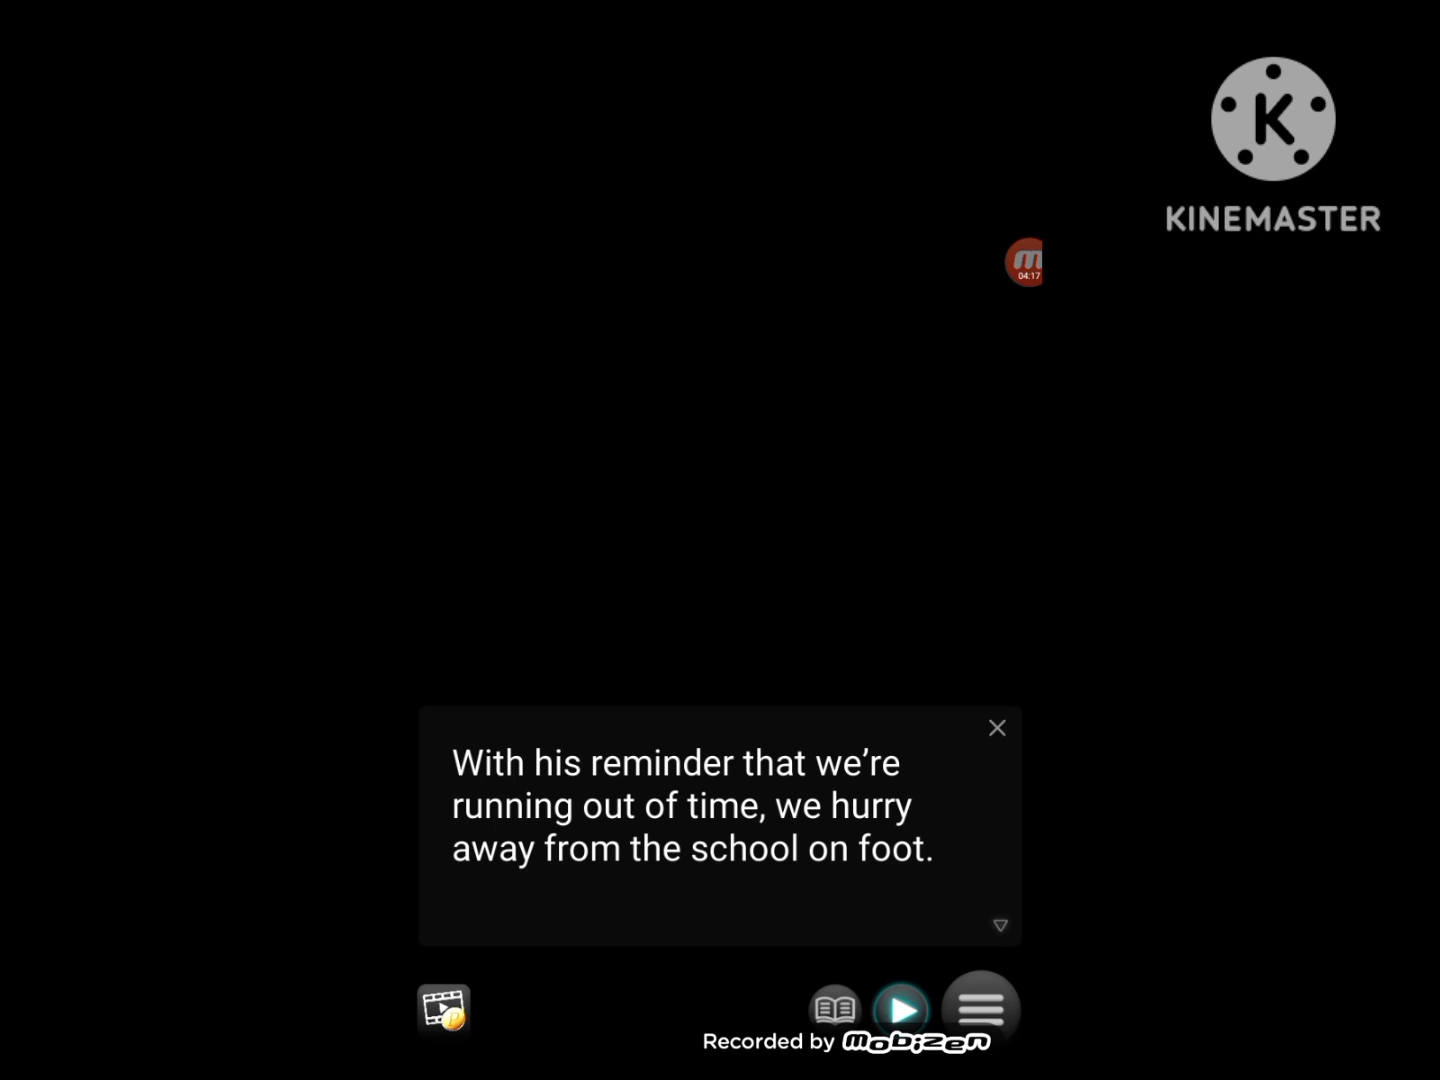 K
KINEMASTER
m
04:17
With his reminder that we’re
running out of time, we hurry
away from the school on foot.
P
Recorded by mobizen